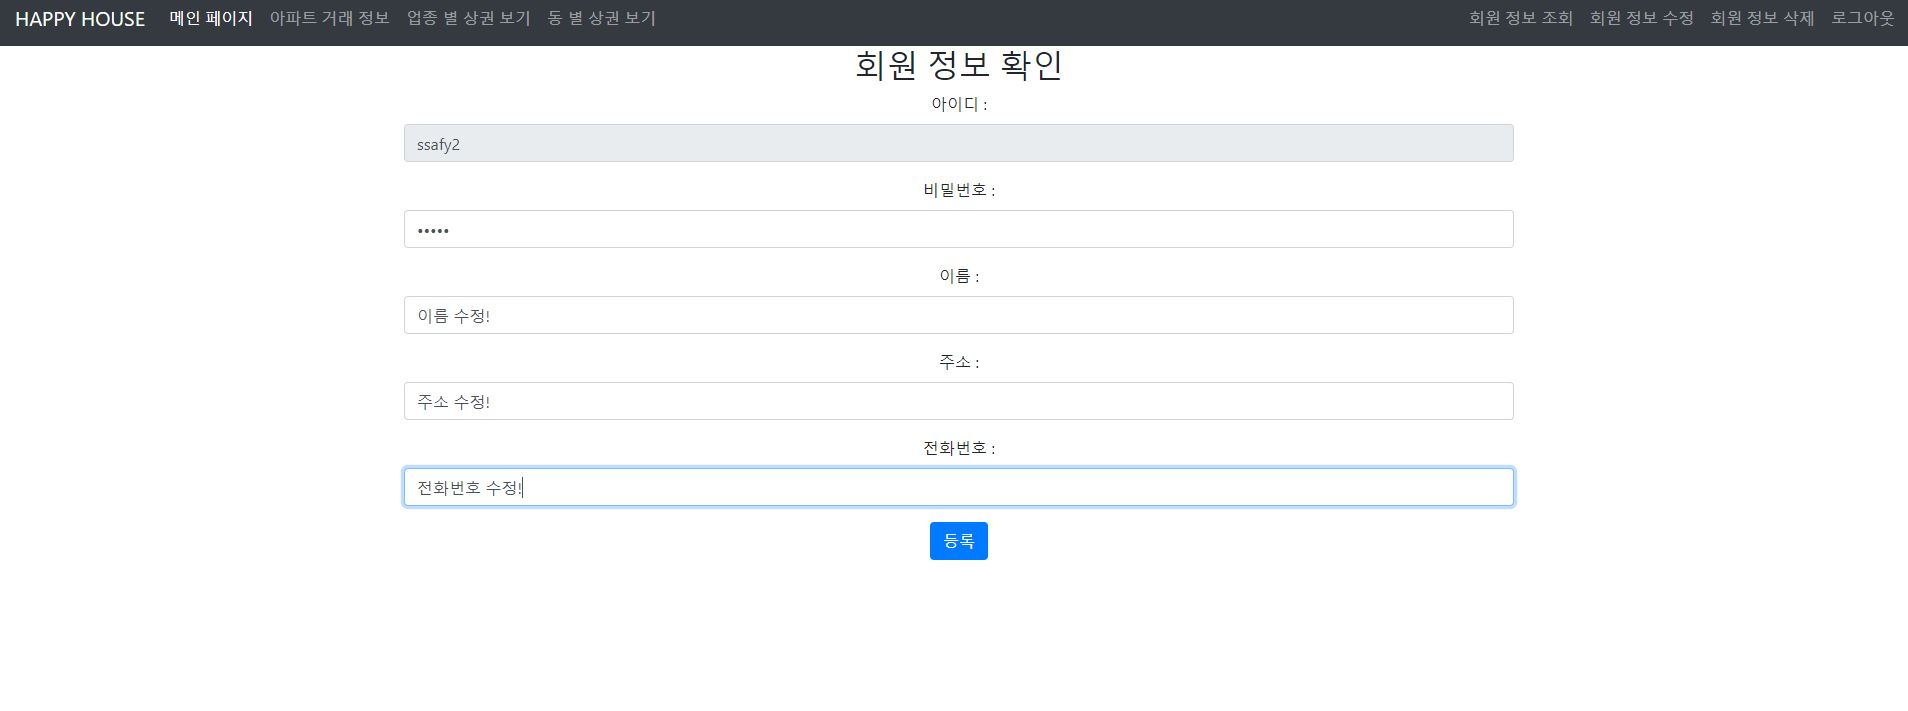 HAPPY HOUSE 메인 페이지 아파트 거래 정보 업종 별 상권 보기 동 별 상권 보기 회원 정보 조회 회원 정보 수정 회원 정보 삭제 로그아웃
회원 정보 확인
아이디 :
ssafy2
비밀번호 :
•••••
이름 :
이름 수정!
주소 :
주소 수정!
전화번호 :
전화번호 수정!
등록